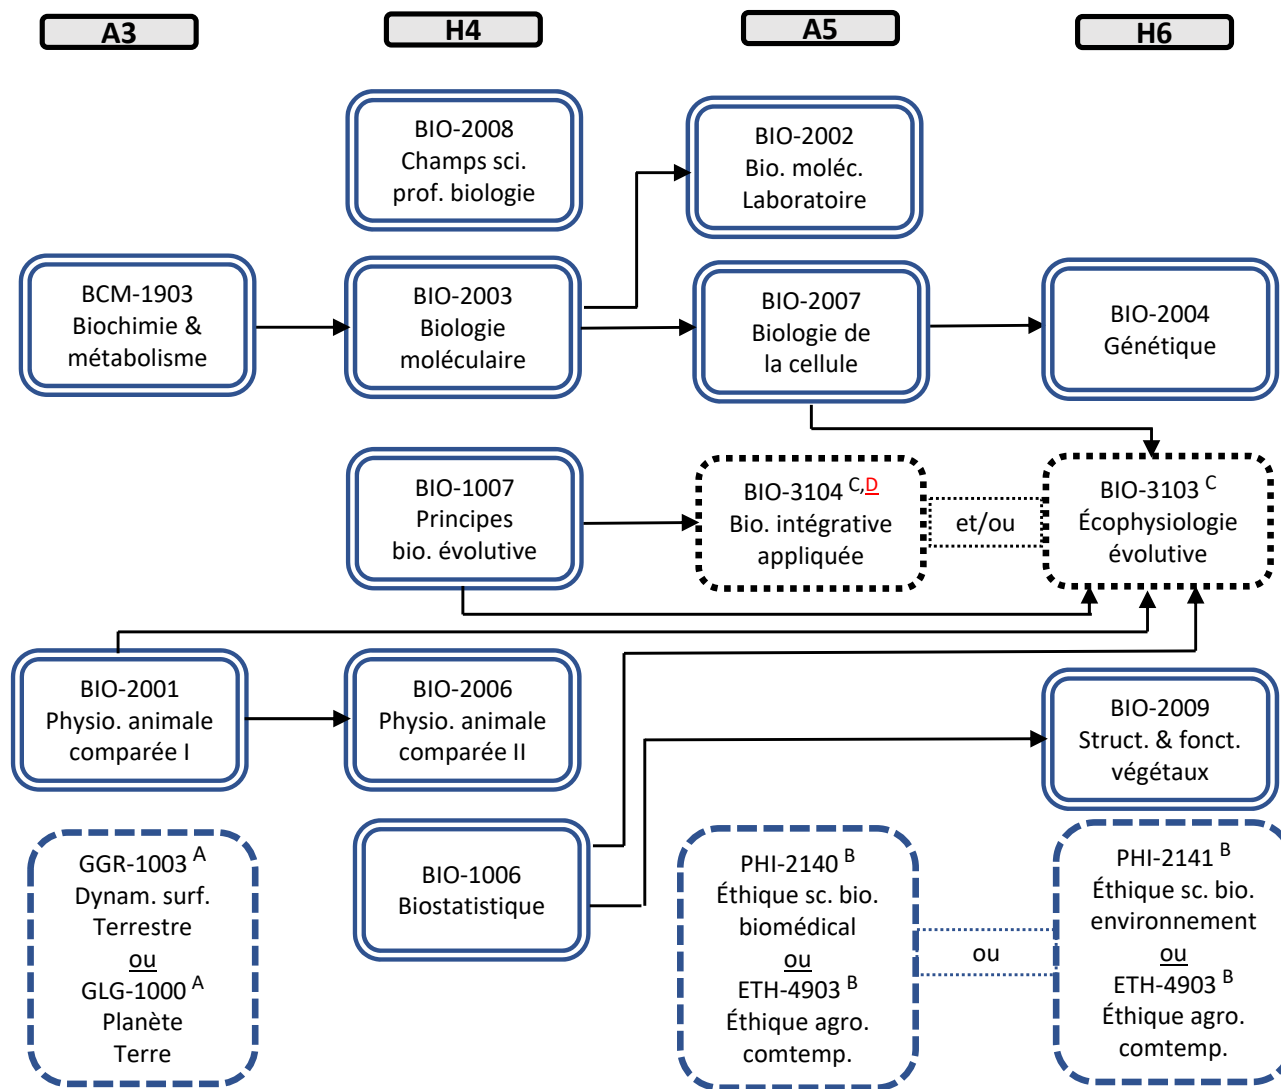 A3
H4
A5
H6
BIO-2008
Champs sci.
prof. biologie
BIO-2002
Bio. moléc.
Laboratoire
BCM-1903
Biochimie &
métabolisme
BIO-2003
Biologie
moléculaire
BIO-2007
Biologie de
la cellule
BIO-2004
Génétique
BIO-1007
Principes
bio. évolutive
BIO-3104 C,D
Bio. intégrative
appliquée
et/ou
BIO-3103 C
Écophysiologie
évolutive
BIO-2001
Physio. animale
comparée I
BIO-2006
Physio. animale
comparée II
BIO-2009
Struct. & fonct.
végétaux
GGR-1003 A
Dynam. surf.
Terrestre
ou
GLG-1000 A
Planète
Terre
BIO-1006
Biostatistique
PHI-2140 B
Éthique sc. bio.
biomédical
ou
ETH-4903 B
Éthique agro.
comtemp.
ou
PHI-2141 B
Éthique sc. bio.
environnement
ou
ETH-4903 B
Éthique agro.
comtemp.